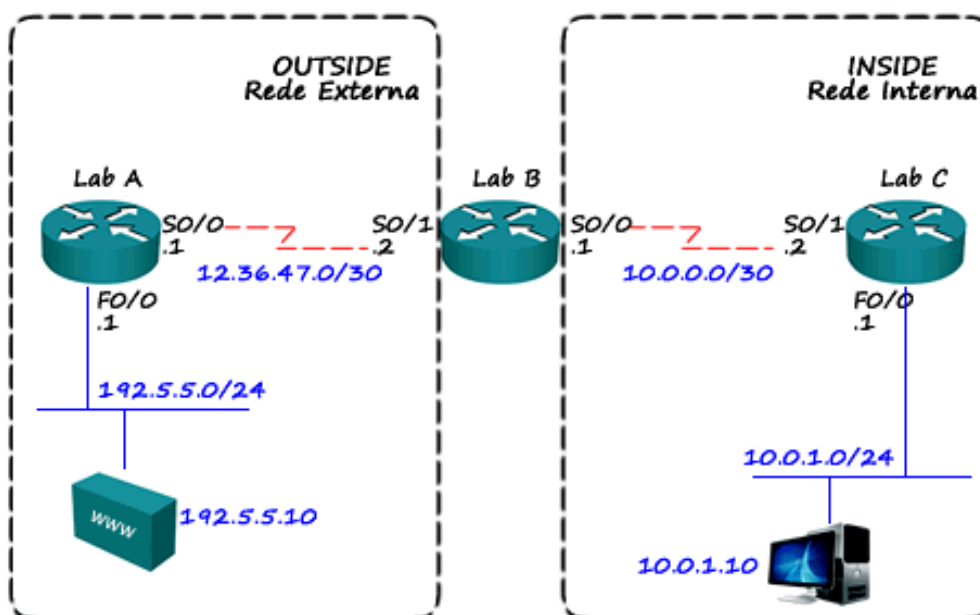 OUTSIDE
Rede Externa
INSIDE
Rede Interna
Lab A
Lab B
Lab C
S0/0
.1
S0/1
.2
12.36.47.0/30
S0/0
.1
S0/1
.2
10.0.0.0/30
F0/0
.1
F0/0
.1
192.5.5.0/24
10.0.1.0/24
WWW
192.5.5.10
10.0.1.10